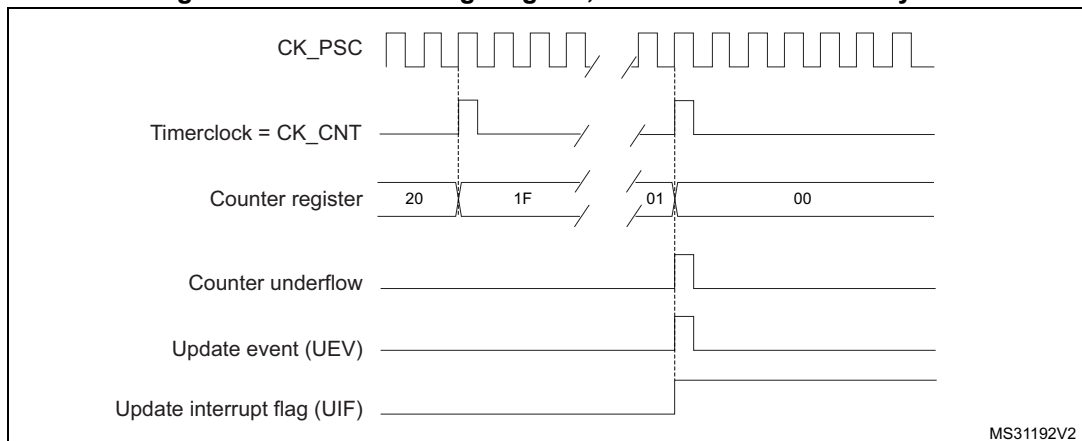 CK_PSC
Timerclock = CK_CNT
Counter register
20
1F
01
00
Counter underflow
Update event (UEV)
Update interrupt flag (UIF)
MS31192V2